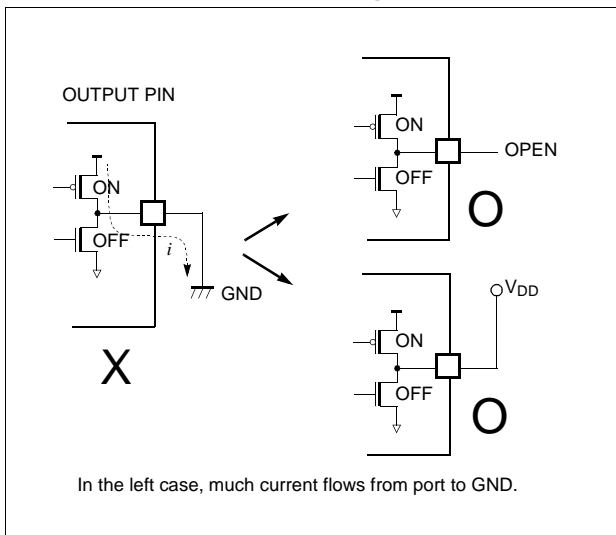 OUTPUT PIN
ON
OFF
i
GND
X
ON
OFF
OPEN
O
VDD
ON
OFF
O
In the left case, much current flows from port to GND.